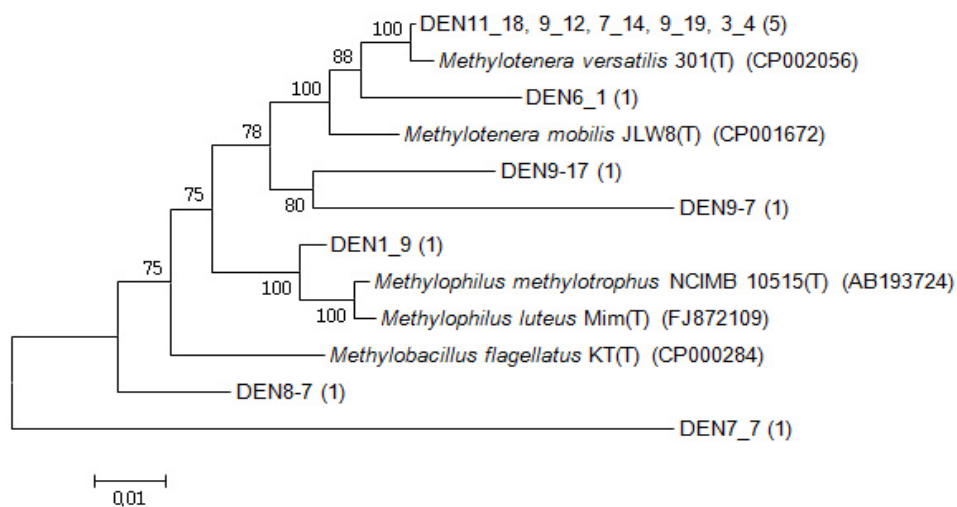 100
DEN11_18, 9_12, 7_14, 9_19, 3_4 (5)
88
Methylotenera versatilis 301(T) (CP002056)
100
DEN6_1 (1)
78
Methylotenera mobilis JLW8(T) (CP001672)
75
DEN9-17 (1)
80
DEN9-7 (1)
75
DEN1_9 (1)
100
Methylophilus methylotrophus NCIMB 10515(T) (AB193724)
100
Methylophilus luteus Mim(T) (FJ872109)
Methylobacillus flagellatus KT(T) (CP000284)
DEN8-7 (1)
DEN7_7 (1)
0,01